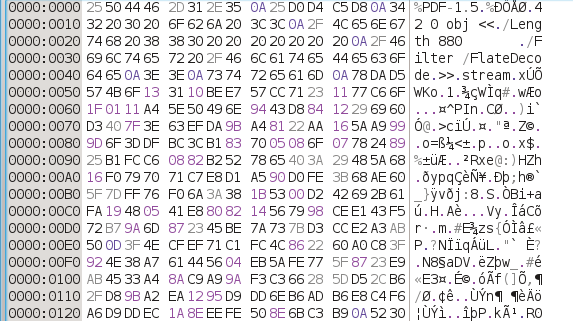 0000:0000 25 50 44 46 2D 31 2E 35 0A 25 D0 D4 C5 D8 0A 34 %PDF-1.5.%ÐÔÅØ.4
0000:0010 32 20 30 20 6F 62 6A 20 3C 3C 0A 2F 4C 65 6E 67 2 0 obj <<./Leng
0000:0020 74 68 20 38 38 30 20 20 20 20 20 20 20 0A 2F 46 th 880       ./F
0000:0030 69 6C 74 65 72 20 2F 46 6C 61 74 65 44 65 63 6F ilter /FlateDeco
0000:0040 64 65 0A 3E 3E 0A 73 74 72 65 61 6D 0A 78 DA D5 de.>>.stream.xÚÕ
0000:0050 57 4B 6F 13 31 10 BE E7 57 CC 71 23 11 77 C6 6F WKo.1.¾çWÌq#.wÆo
0000:0060 1F 01 11 A4 5E 50 49 6E 94 43 D8 84 12 29 69 60 ...¤^PIn.CØ..)i`
0000:0070 D3 40 7F 3E 63 EF DA 9B A4 81 22 AA 16 5A A9 99 Ó@.>cïÚ.¤."ª.Z©.
0000:0080 9D 6F 3D DF BC 3C B1 83 70 05 08 6F 07 78 24 89 .o=ß¼<±.p..o.x$.
0000:0090 25 B1 FC C6 08 82 B2 52 78 65 40 3A 29 48 5A 68 %±üÆ..²Rxe@:)HZh
0000:00A0 16 F0 79 70 71 C7 E8 D1 A5 90 D0 FE 3B 68 AE 60 .ðypqÇèÑ¥.Ðþ;h®`
0000:00B0 5F 7D FF 76 F0 6A 3A 38 1B 53 00 D2 42 69 2B 61 _}ÿvðj:8.S.ÒBi+a
0000:00C0 FA 19 48 05 41 E8 80 82 14 56 79 98 CE E1 43 F5 ú.H.Aè...Vy.ÎáCõ
0000:00D0 72 B7 9A 6D 87 23 45 BE 7A 73 7B D3 CC E2 A3 AB r·.m.#E¾zs{ÓÌâ£«
0000:00E0 50 0D 3F 4E CF EF 71 C1 FC 4C 86 22 60 A0 C8 3F P.?NÏïqÁüL."` È?
0000:00F0 92 4E 38 A7 61 44 56 04 EB 5A FE 77 5F 87 23 E9 .N8§aDV.ëZþw_.#é
0000:0100 AB 45 33 A4 8A C9 A9 9A F3 C3 66 28 5D D5 2C B6 «E3¤.É©.óÃf(]Õ,¶
0000:0110 2F D8 9B A2 EA 12 95 D9 DD 6E B6 AD B6 E8 C4 F6 /Ø.¢ê..ÙÝn¶ ¶èÄö
0000:0120 A6 D9 DD EC 1A 8E EE FE 50 8E 6B C3 B9 0A 52 30 ¦ÙÝì..îþP.kÃ¹.R0